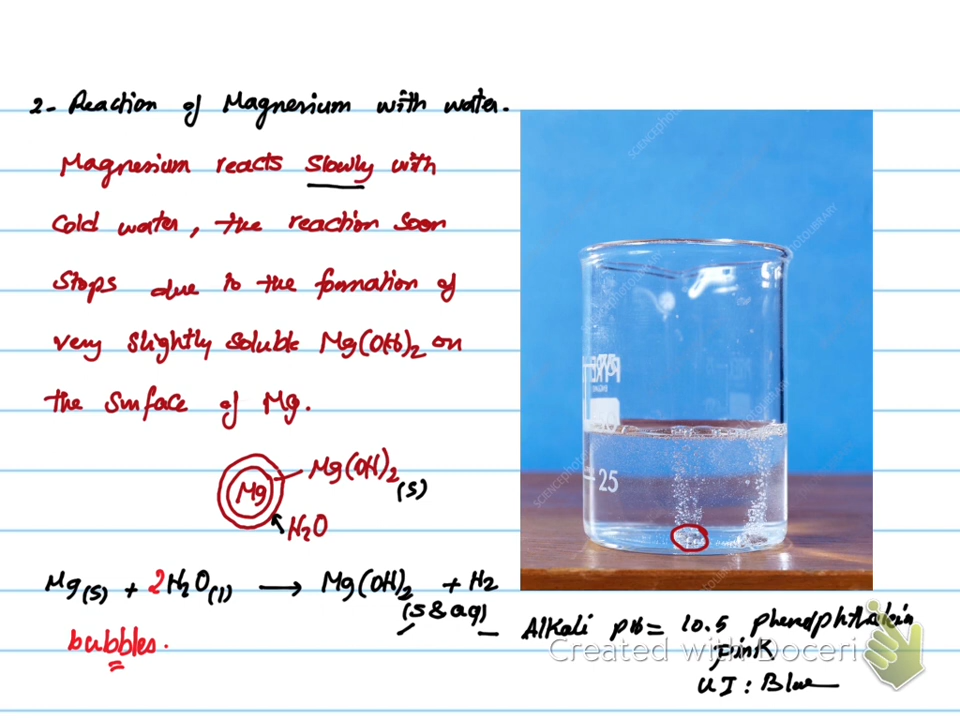 2- Reaction of Magnesium with water.
Magnesium reacts slowly with
cold water, the reaction soon
stops due to the formation of
very slightly soluble Mg(OH)2 on
the surface of Mg.
Mg
Mg(OH)2 (s)
H2O
Mg(s) + 2H2O(l) ⟶ Mg(OH)2 (s & aq) + H2
bubbles.
SCIENCEPHOTOLIBRARY
PYREX
ENGLAND
25
Alkali pH = 10.5 phenolphthalein
Pink
UI : Blue
Created with Doceri